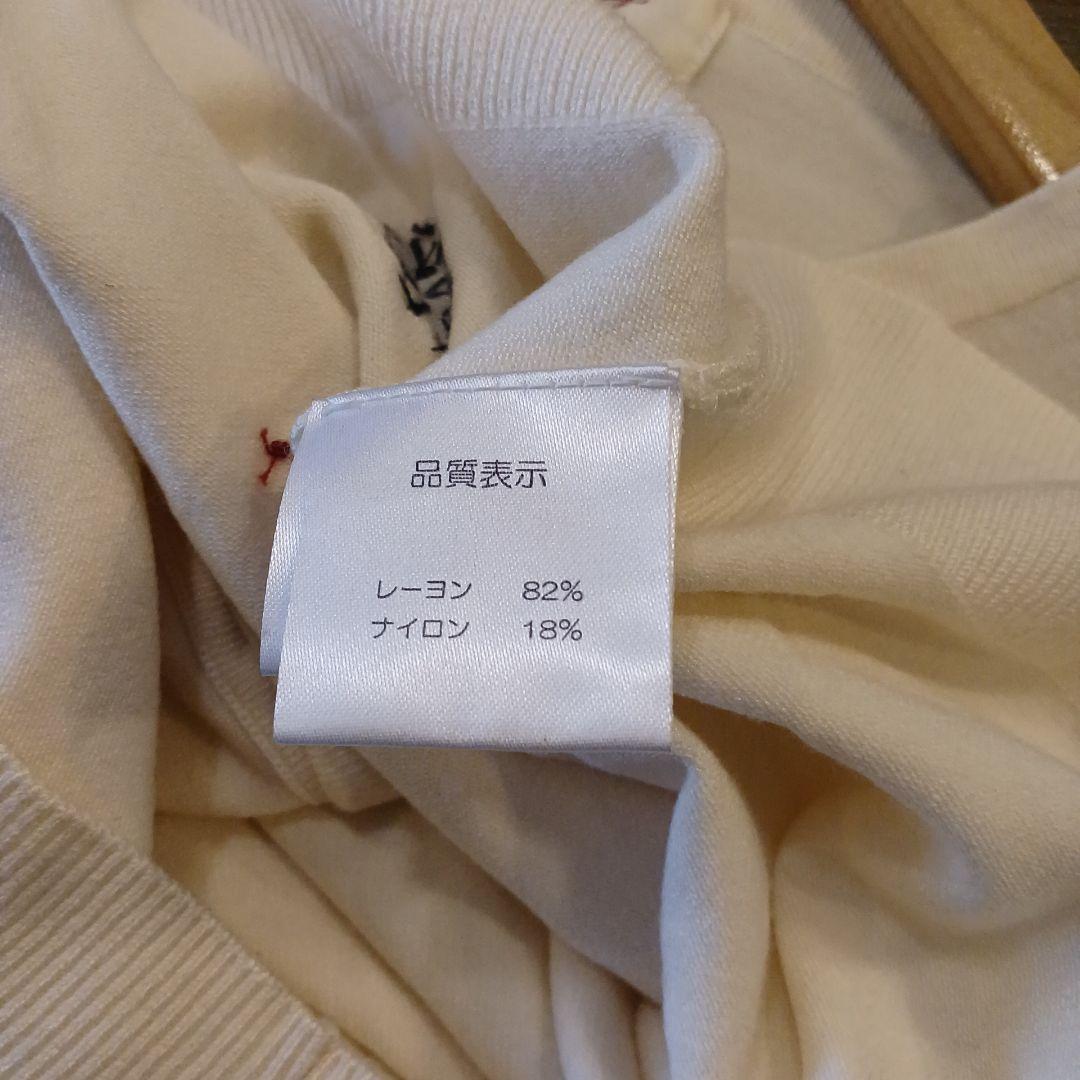 品質表示
レーヨン 82%
ナイロン 18%